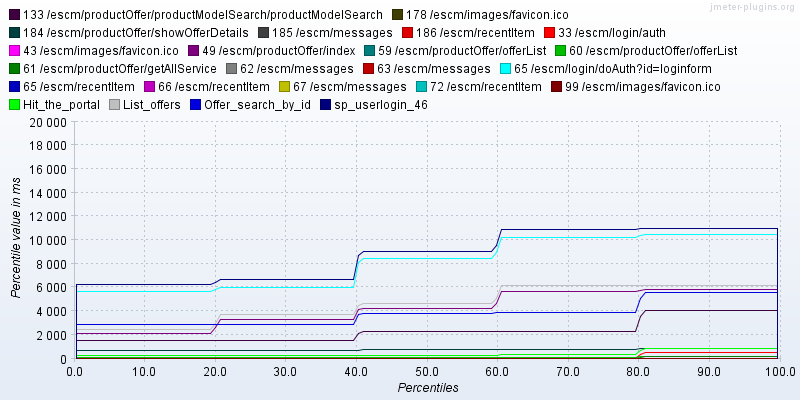 jmeter-plugins.org
133 /escm/productOffer/productModelSearch/productModelSearch 178 /escm/images/favicon.ico
184 /escm/productOffer/showOfferDetails 185 /escm/messages 186 /escm/recentItem 33 /escm/login/auth
43 /escm/images/favicon.ico 49 /escm/productOffer/index 59 /escm/productOffer/offerList 60 /escm/productOffer/offerList
61 /escm/productOffer/getAllService 62 /escm/messages 63 /escm/messages 65 /escm/login/doAuth?id=loginform
65 /escm/recentItem 66 /escm/recentItem 67 /escm/messages 72 /escm/recentItem 99 /escm/images/favicon.ico
Hit_the_portal List_offers Offer_search_by_id sp_userlogin_46
20 000
18 000
16 000
14 000
12 000
10 000
8 000
6 000
4 000
2 000
0
Percentile value in ms
0.0 10.0 20.0 30.0 40.0 50.0 60.0 70.0 80.0 90.0 100.0
Percentiles